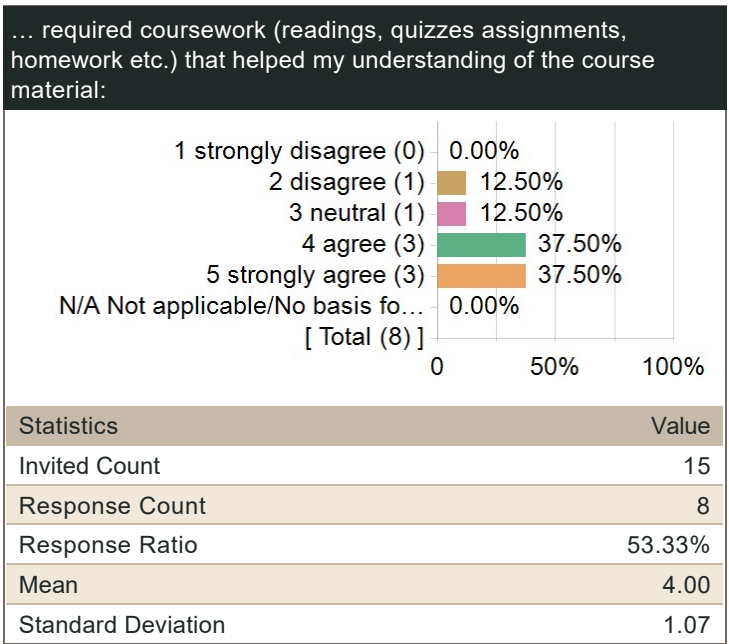 ... required coursework (readings, quizzes assignments,
homework etc.) that helped my understanding of the course
material:
1 strongly disagree (0) 0.00%
2 disagree (1) 12.50%
3 neutral (1) 12.50%
4 agree (3) 37.50%
5 strongly agree (3) 37.50%
N/A Not applicable/No basis fo... 0.00%
[ Total (8) ]
0 50% 100%
Statistics Value
Invited Count 15
Response Count 8
Response Ratio 53.33%
Mean 4.00
Standard Deviation 1.07